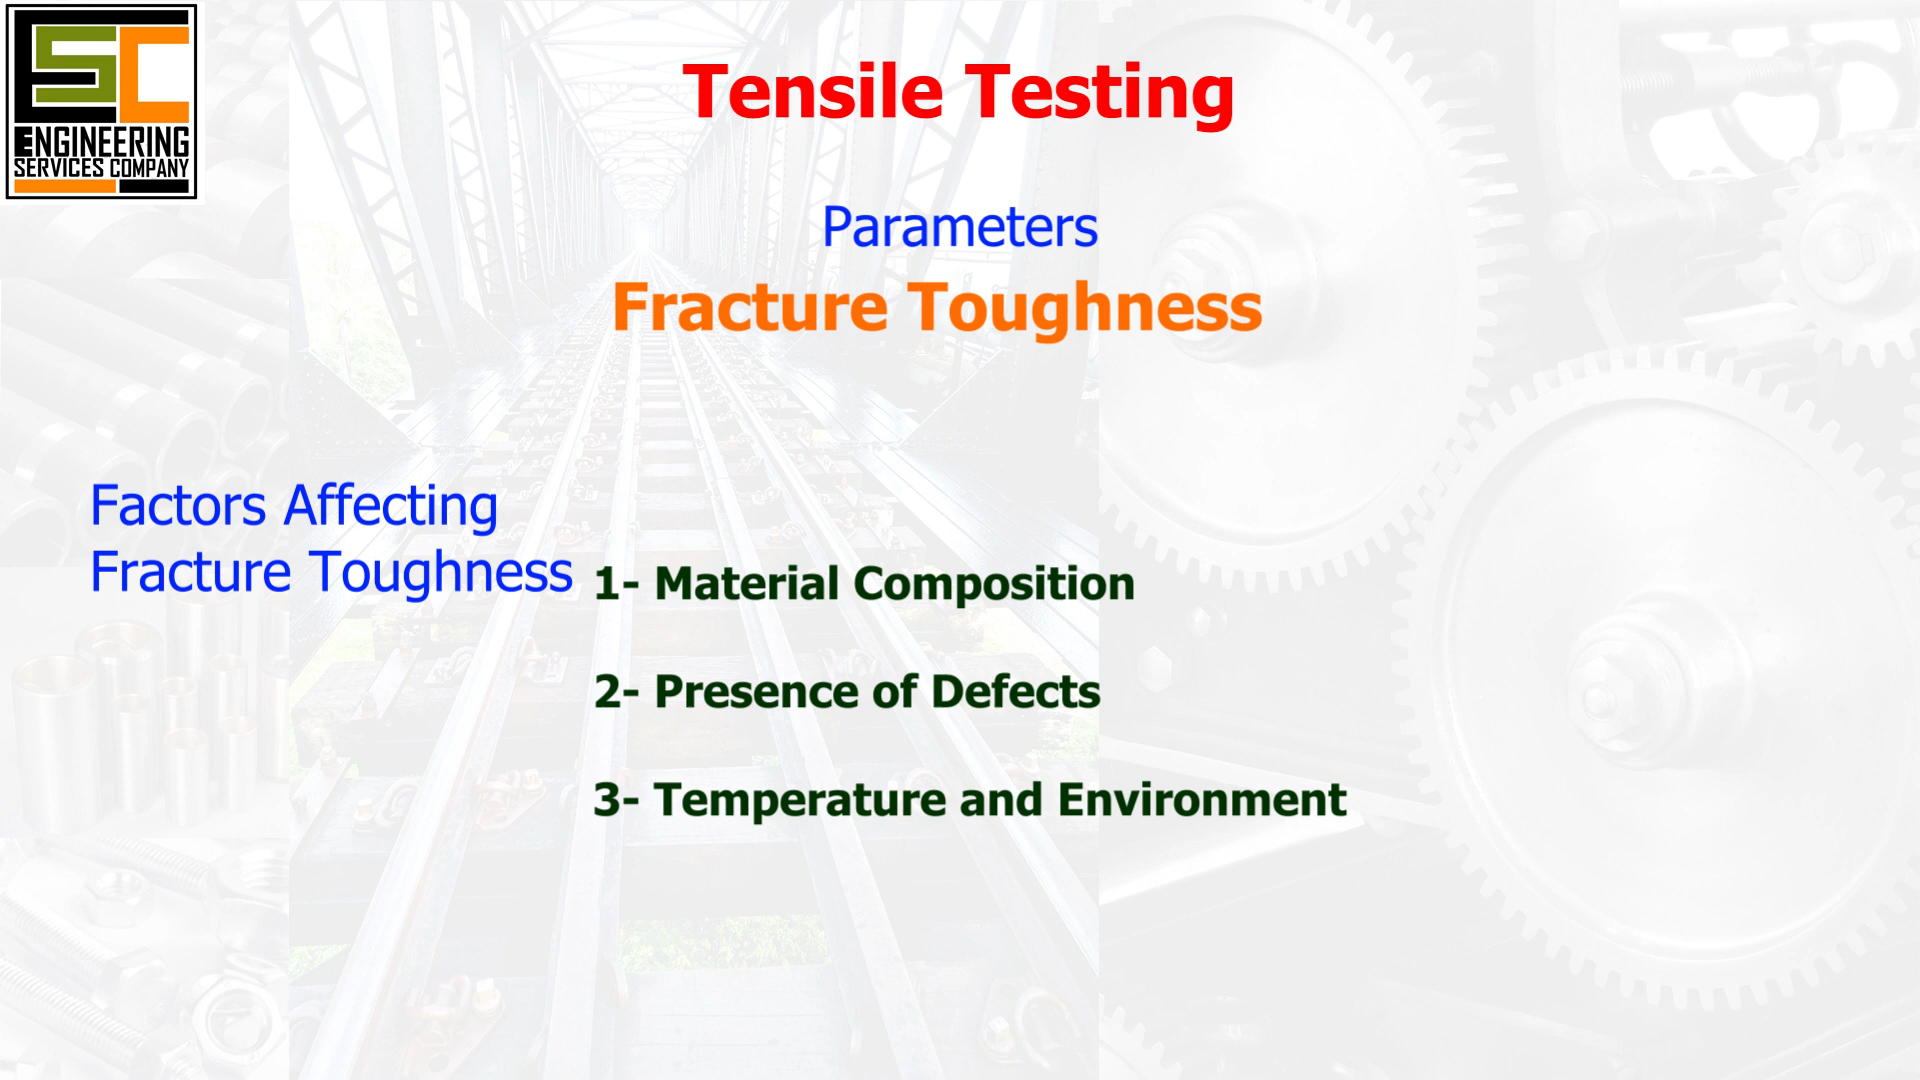 ESC
ENGINEERING
SERVICES COMPANY
Tensile Testing
Parameters
Fracture Toughness
Factors Affecting
Fracture Toughness
1- Material Composition
2- Presence of Defects
3- Temperature and Environment